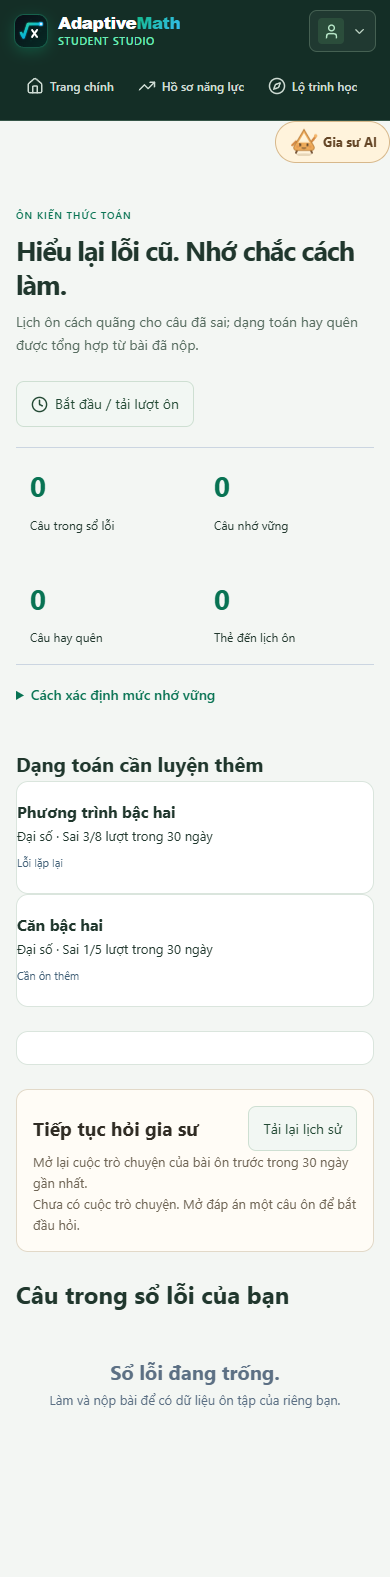 AdaptiveMath
STUDENT STUDIO
Trang chính
Hồ sơ năng lực
Lộ trình học
Gia sư AI
ÔN KIẾN THỨC TOÁN
Hiểu lại lỗi cũ. Nhớ chắc cách
làm.
Lịch ôn cách quãng cho câu đã sai; dạng toán hay quên
được tổng hợp từ bài đã nộp.
Bắt đầu / tải lượt ôn
0
0
Câu trong sổ lỗi
Câu nhớ vững
0
0
Câu hay quên
Thẻ đến lịch ôn
Cách xác định mức nhớ vững
Dạng toán cần luyện thêm
Phương trình bậc hai
Đại số · Sai 3/8 lượt trong 30 ngày
Lỗi lặp lại
Căn bậc hai
Đại số · Sai 1/5 lượt trong 30 ngày
Cần ôn thêm
Tiếp tục hỏi gia sư
Tải lại lịch sử
Mở lại cuộc trò chuyện của bài ôn trước trong 30 ngày
gần nhất.
Chưa có cuộc trò chuyện. Mở đáp án một câu ôn để bắt
đầu hỏi.
Câu trong sổ lỗi của bạn
Sổ lỗi đang trống.
Làm và nộp bài để có dữ liệu ôn tập của riêng bạn.